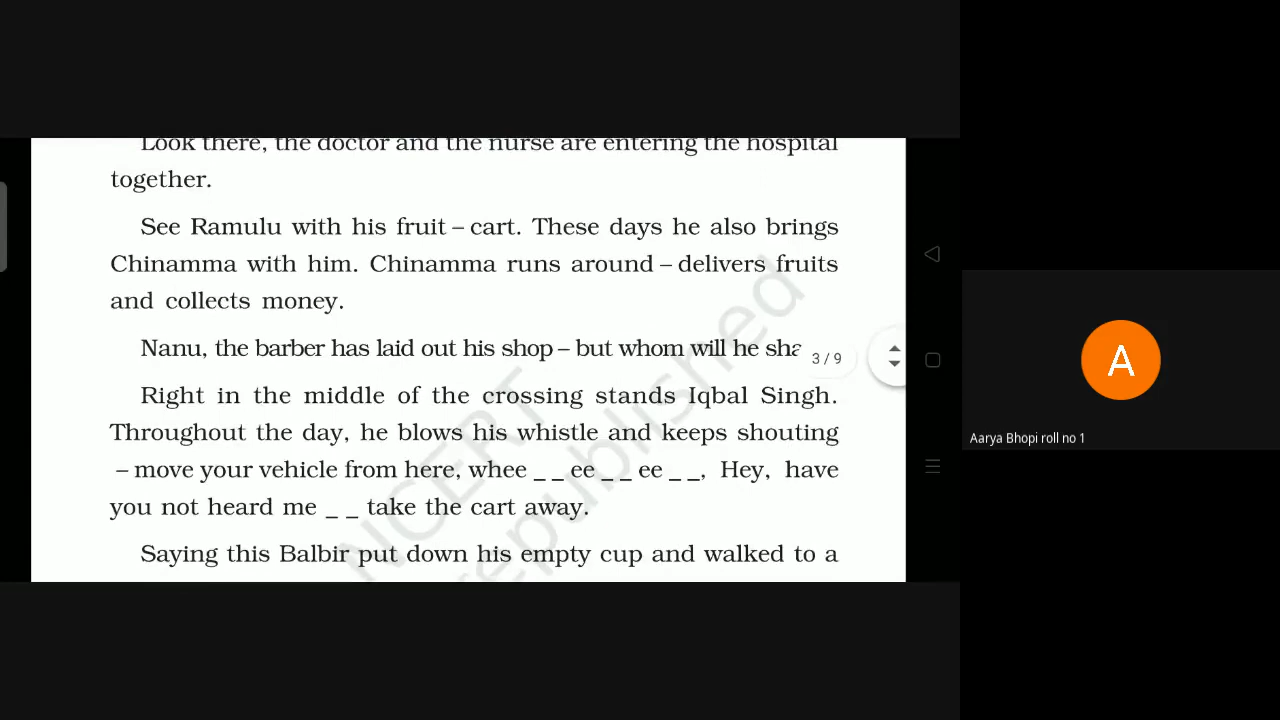 Look there, the doctor and the nurse are entering the hospital
together.
See Ramulu with his fruit – cart. These days he also brings
Chinamma with him. Chinamma runs around – delivers fruits
and collects money.
Nanu, the barber has laid out his shop – but whom will he sha
3 / 9
Right in the middle of the crossing stands Iqbal Singh.
Throughout the day, he blows his whistle and keeps shouting
– move your vehicle from here, whee _ _ ee _ _ ee _ _, Hey, have
you not heard me _ _ take the cart away.
Saying this Balbir put down his empty cup and walked to a
NCERT
republished
A
Aarya Bhopi roll no 1